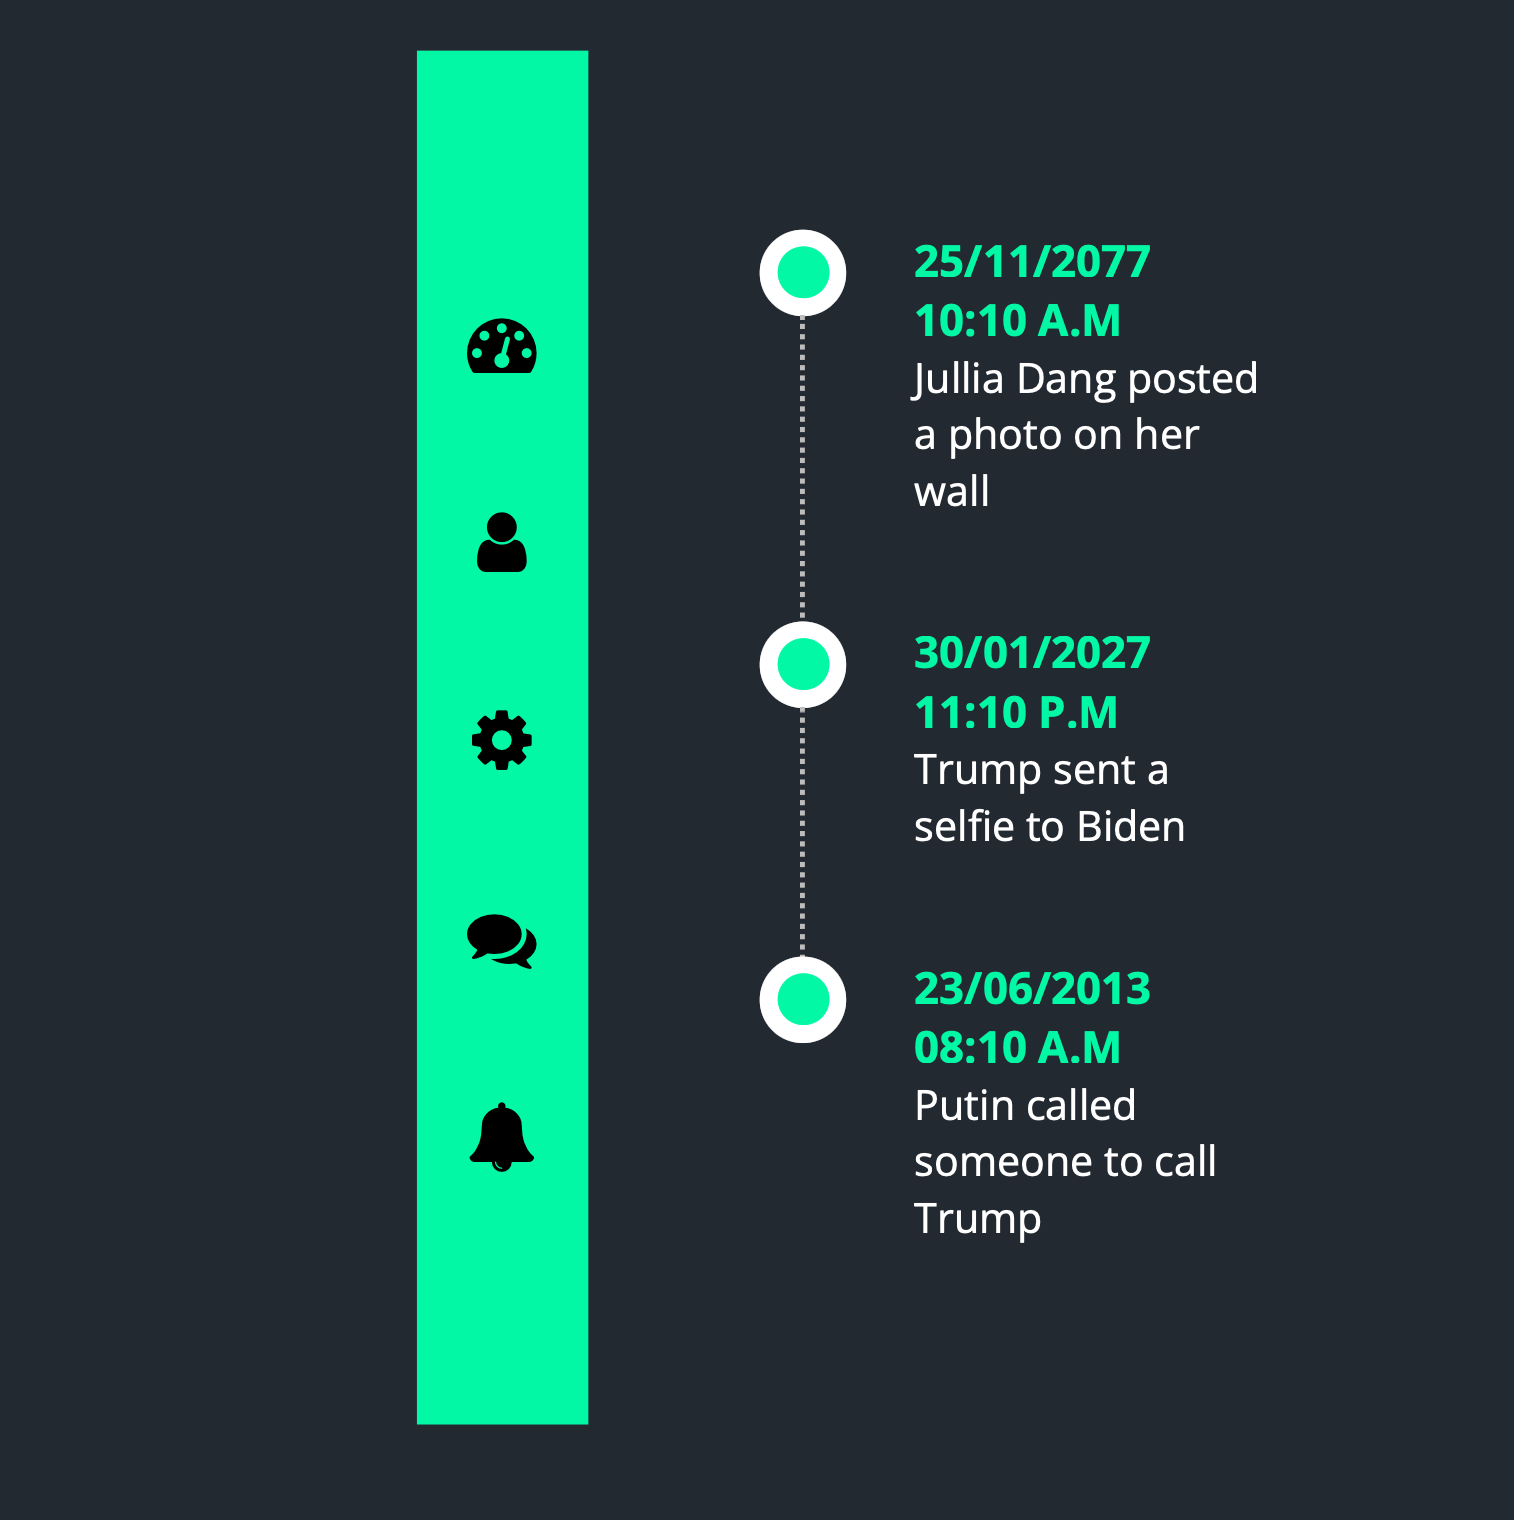 25/11/2077
10:10 A.M
Jullia Dang posted
a photo on her
wall
30/01/2027
11:10 P.M
Trump sent a
selfie to Biden
23/06/2013
08:10 A.M
Putin called
someone to call
Trump